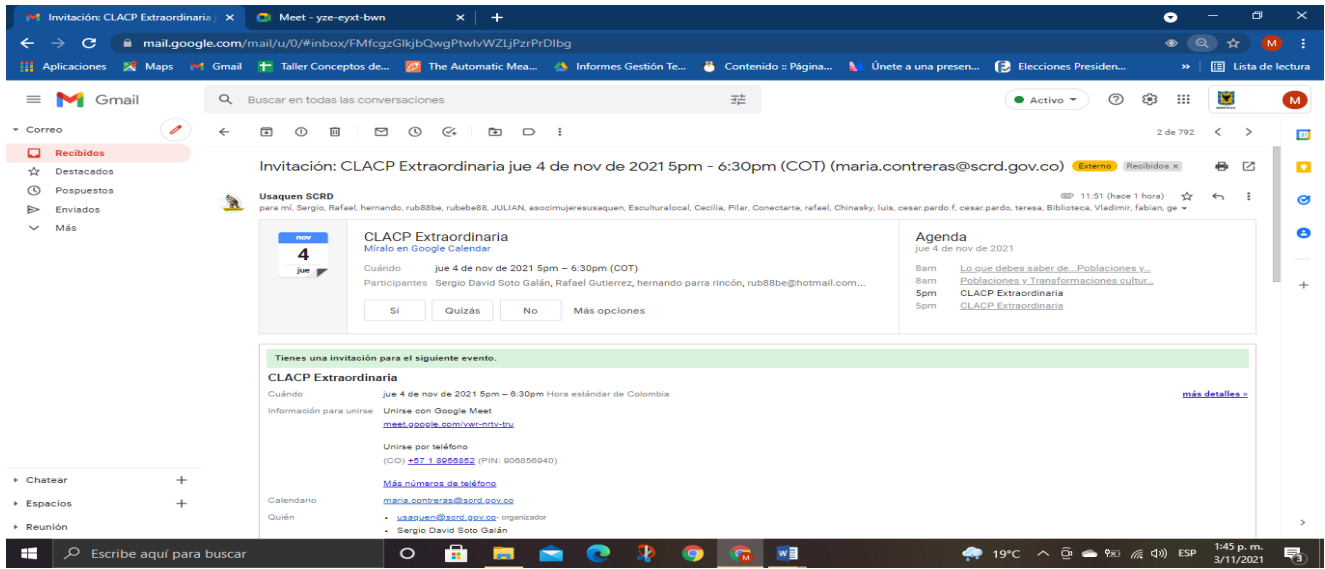 Invitación: CLACP Extraordinaria j
Meet - yze-eyxt-bwn
mail.google.com/mail/u/0/#inbox/FMfcgzGlkjbQwgPtwlvWZLjPzrPrDlbg
M
Aplicaciones Maps Gmail Taller Conceptos de... The Automatic Mea... Informes Gestión Te... Contenido :: Página... Únete a una presen... Elecciones Presiden... » Lista de lectura
Gmail
Buscar en todas las conversaciones
Activo
M
Correo
2 de 792
Recibidos
Destacados
Pospuestos
Enviados
Más
Invitación: CLACP Extraordinaria jue 4 de nov de 2021 5pm - 6:30pm (COT) (maria.contreras@scrd.gov.co) Externo Recibidos x
Usaquen SCRD
11:51 (hace 1 hora)
para mí, Sergio, Rafael, hernando, rub88be, rubebe88, JULIAN, asocimujeresusaquen, Esculturalocal, Cecilia, Pilar, Conectarte, rafael, Chinasky, luis, cesar.pardo.f, cesar.pardo, teresa, Biblioteca, Vladimir, fabian, ge
nov
4
jue
CLACP Extraordinaria
Míralo en Google Calendar
Cuándo jue 4 de nov de 2021 5pm – 6:30pm (COT)
Participantes Sergio David Soto Galán, Rafael Gutierrez, hernando parra rincón, rub88be@hotmail.com...
Sí Quizás No Más opciones
Agenda
jue 4 de nov de 2021
8am Lo que debes saber de...Poblaciones y...
8am Poblaciones y Transformaciones cultur...
5pm CLACP Extraordinaria
5pm CLACP Extraordinaria
Tienes una invitación para el siguiente evento.
CLACP Extraordinaria
Cuándo jue 4 de nov de 2021 5pm – 6:30pm Hora estándar de Colombia
más detalles »
Información para unirse Unirse con Google Meet
meet.google.com/vwr-nrtv-tru
Unirse por teléfono
(CO) +57 1 8956852 (PIN: 906856940)
Más números de teléfono
Calendario maria.contreras@scrd.gov.co
Quién • usaquen@scrd.gov.co- organizador
• Sergio David Soto Galán
Chatear
Espacios
Reunión
Escribe aquí para buscar
19°C
ESP
1:45 p. m.
3/11/2021
3